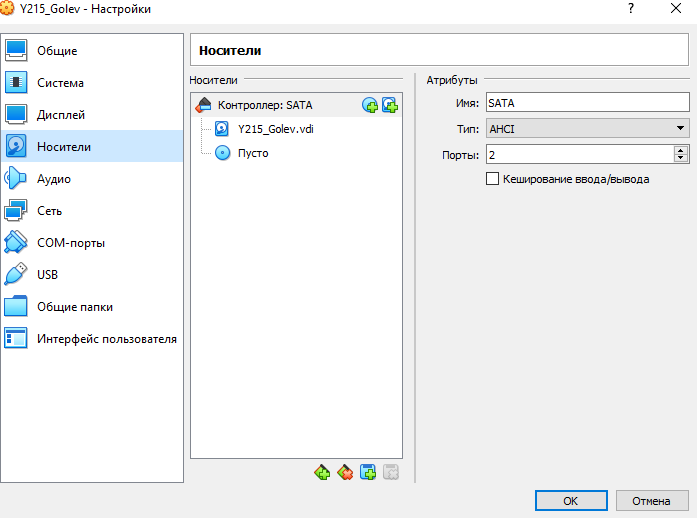 Y215_Golev - Настройки
?
Общие
Система
Дисплей
Носители
Аудио
Сеть
COM-порты
USB
Общие папки
Интерфейс пользователя
Носители
Носители
Контроллер: SATA
Y215_Golev.vdi
Пусто
Атрибуты
Имя: SATA
Тип: AHCI
Порты: 2
Кеширование ввода/вывода
OK
Отмена